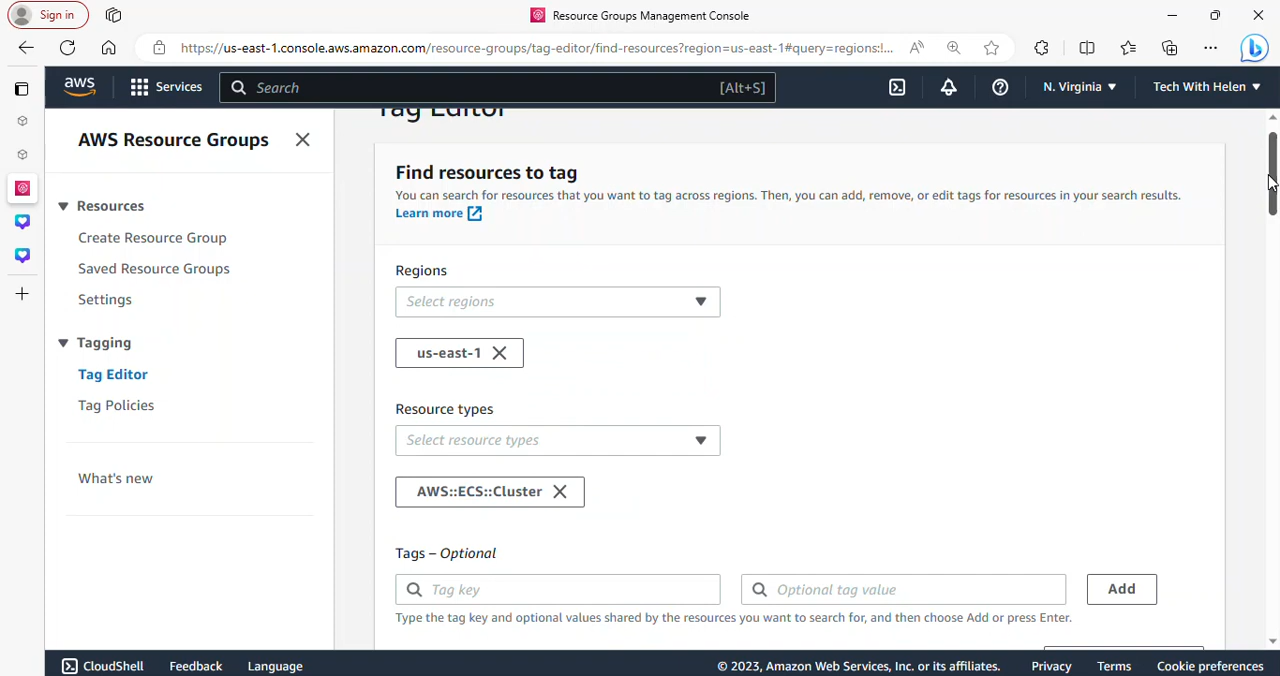 Sign in
Resource Groups Management Console
https://us-east-1.console.aws.amazon.com/resource-groups/tag-editor/find-resources?region=us-east-1#query=regions:!...
aws
Services
Search
[Alt+S]
N. Virginia
Tech With Helen
AWS Resource Groups
Resources
Create Resource Group
Saved Resource Groups
Settings
Tagging
Tag Editor
Tag Policies
What's new
Tag Editor
Find resources to tag
You can search for resources that you want to tag across regions. Then, you can add, remove, or edit tags for resources in your search results.
Learn more
Regions
Select regions
us-east-1
Resource types
Select resource types
AWS::ECS::Cluster
Tags – Optional
Tag key
Optional tag value
Add
Type the tag key and optional values shared by the resources you want to search for, and then choose Add or press Enter.
CloudShell
Feedback
Language
© 2023, Amazon Web Services, Inc. or its affiliates.
Privacy
Terms
Cookie preferences